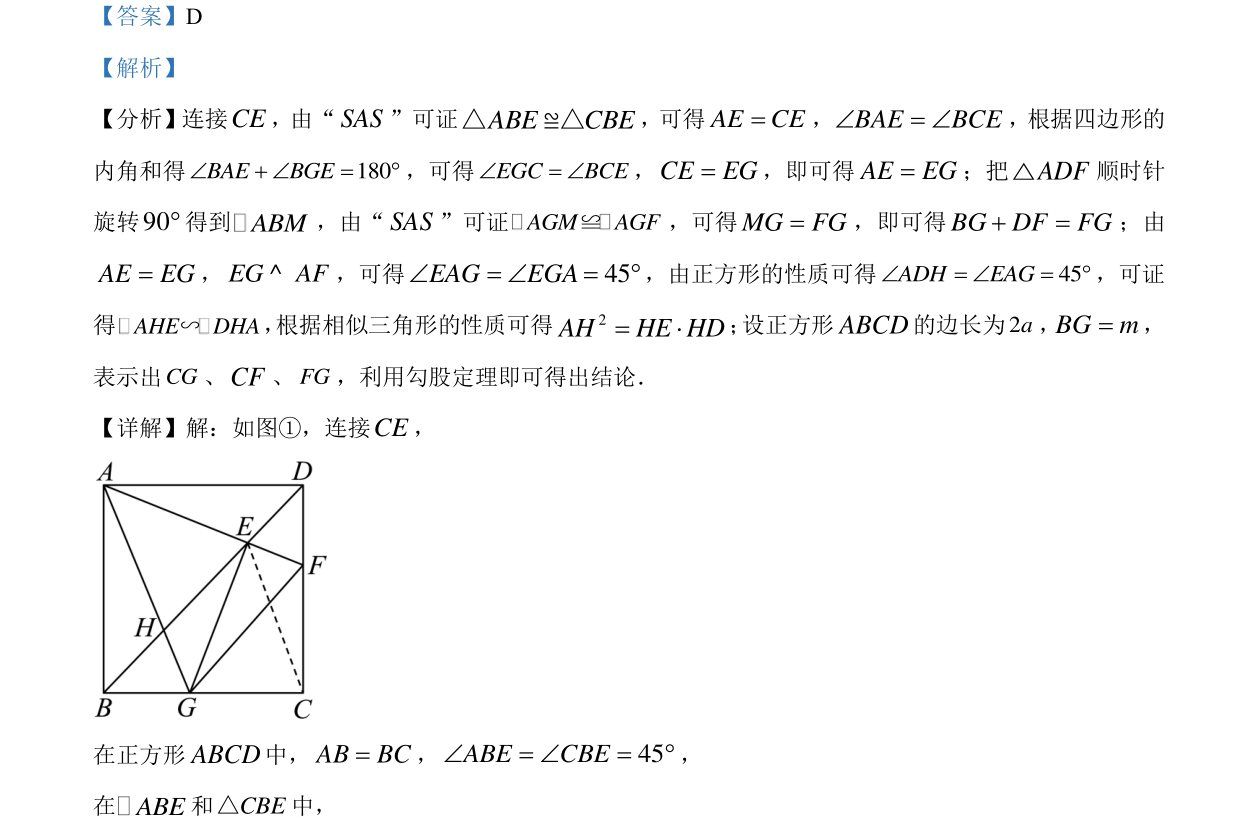 【答案】D
【解析】
【分析】连接CE，由“SAS”可证△ABE≌△CBE，可得AE=CE，∠BAE=∠BCE，根据四边形的
内角和得∠BAE+∠BGE=180°，可得∠EGC=∠BCE，CE=EG，即可得AE=EG；把△ADF顺时针
旋转90°得到□ABM，由“SAS”可证□AGM≌□AGF，可得MG=FG，即可得BG+DF=FG；由
AE=EG，EG^ AF，可得∠EAG=∠EGA=45°，由正方形的性质可得∠ADH=∠EAG=45°，可证
得□AHE∽□DHA，根据相似三角形的性质可得AH²=HE·HD；设正方形ABCD的边长为2a，BG=m，
表示出CG、CF、FG，利用勾股定理即可得出结论．
【详解】解：如图①，连接CE，
A D
E
F
H
B G C
在正方形ABCD中，AB=BC，∠ABE=∠CBE=45°，
在□ABE和△CBE中，